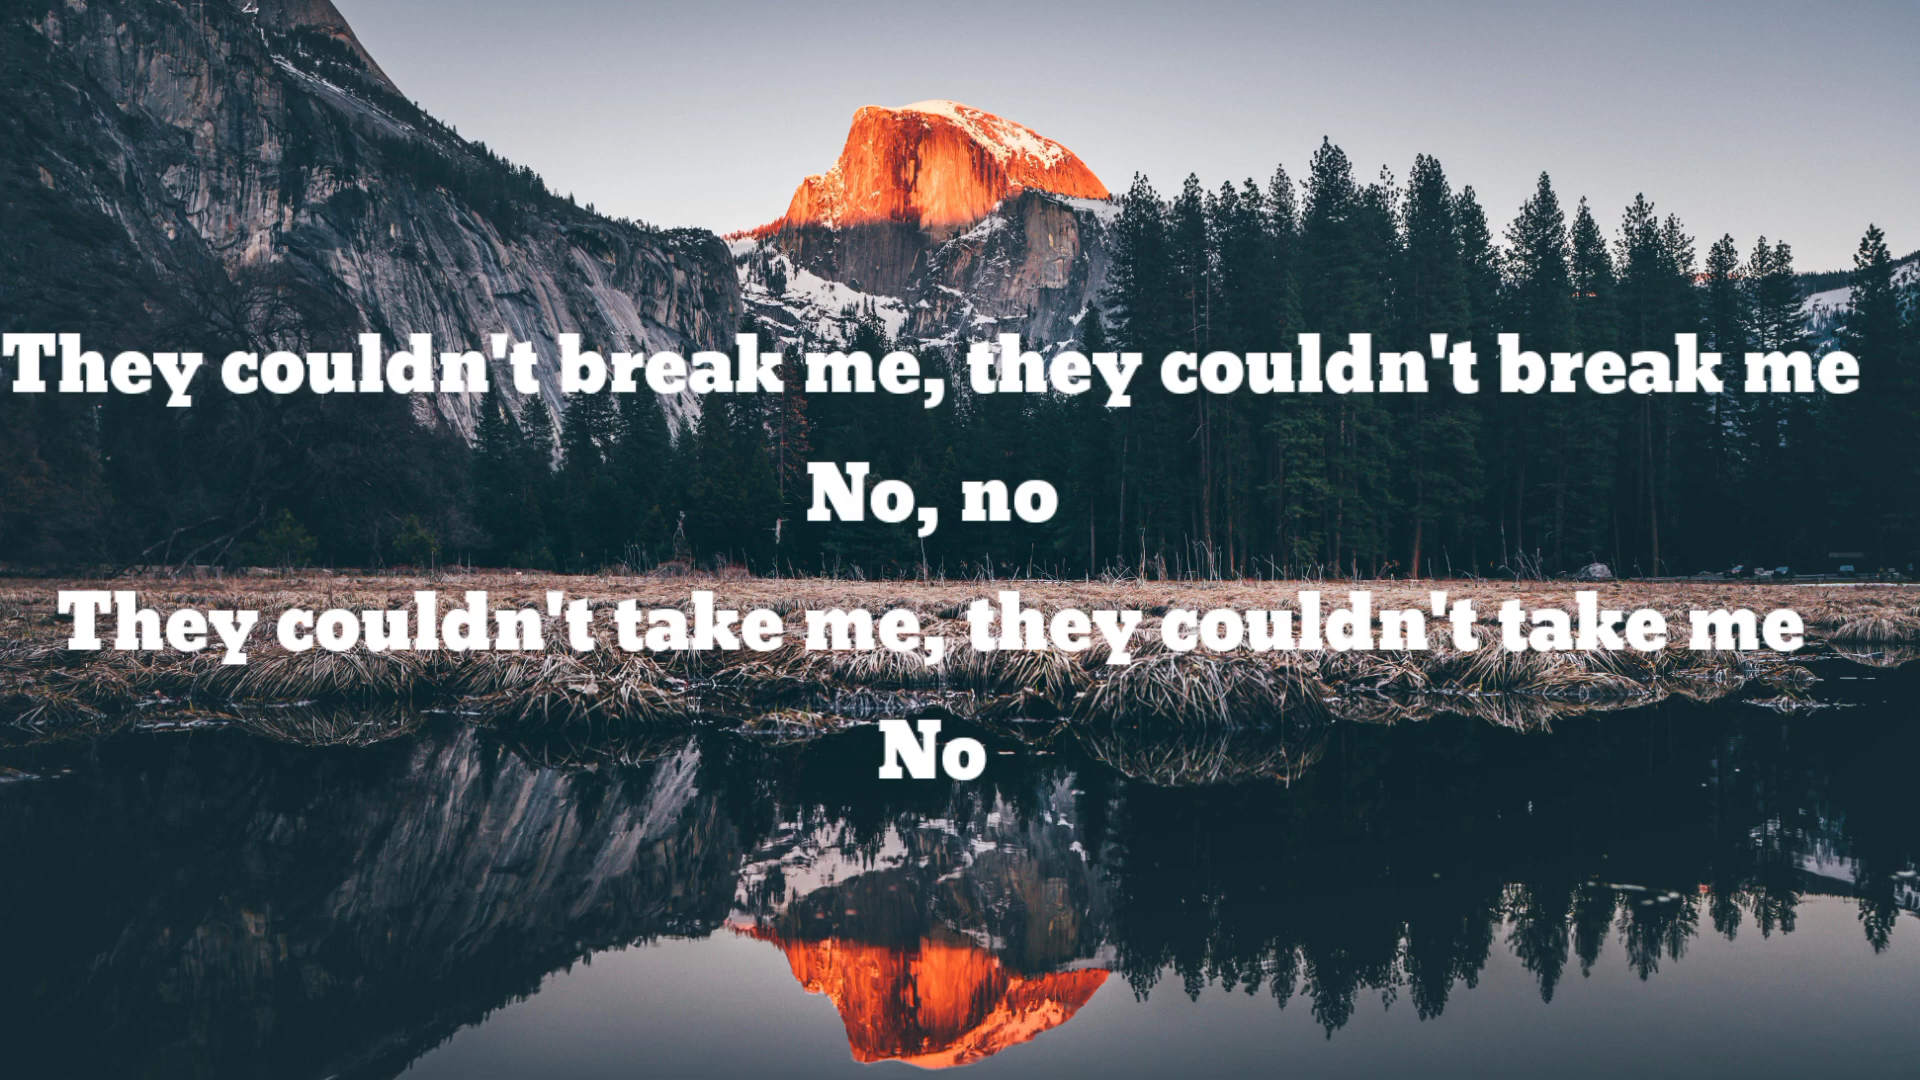 They couldn't break me, they couldn't break me
No, no
They couldn't take me, they couldn't take me
No